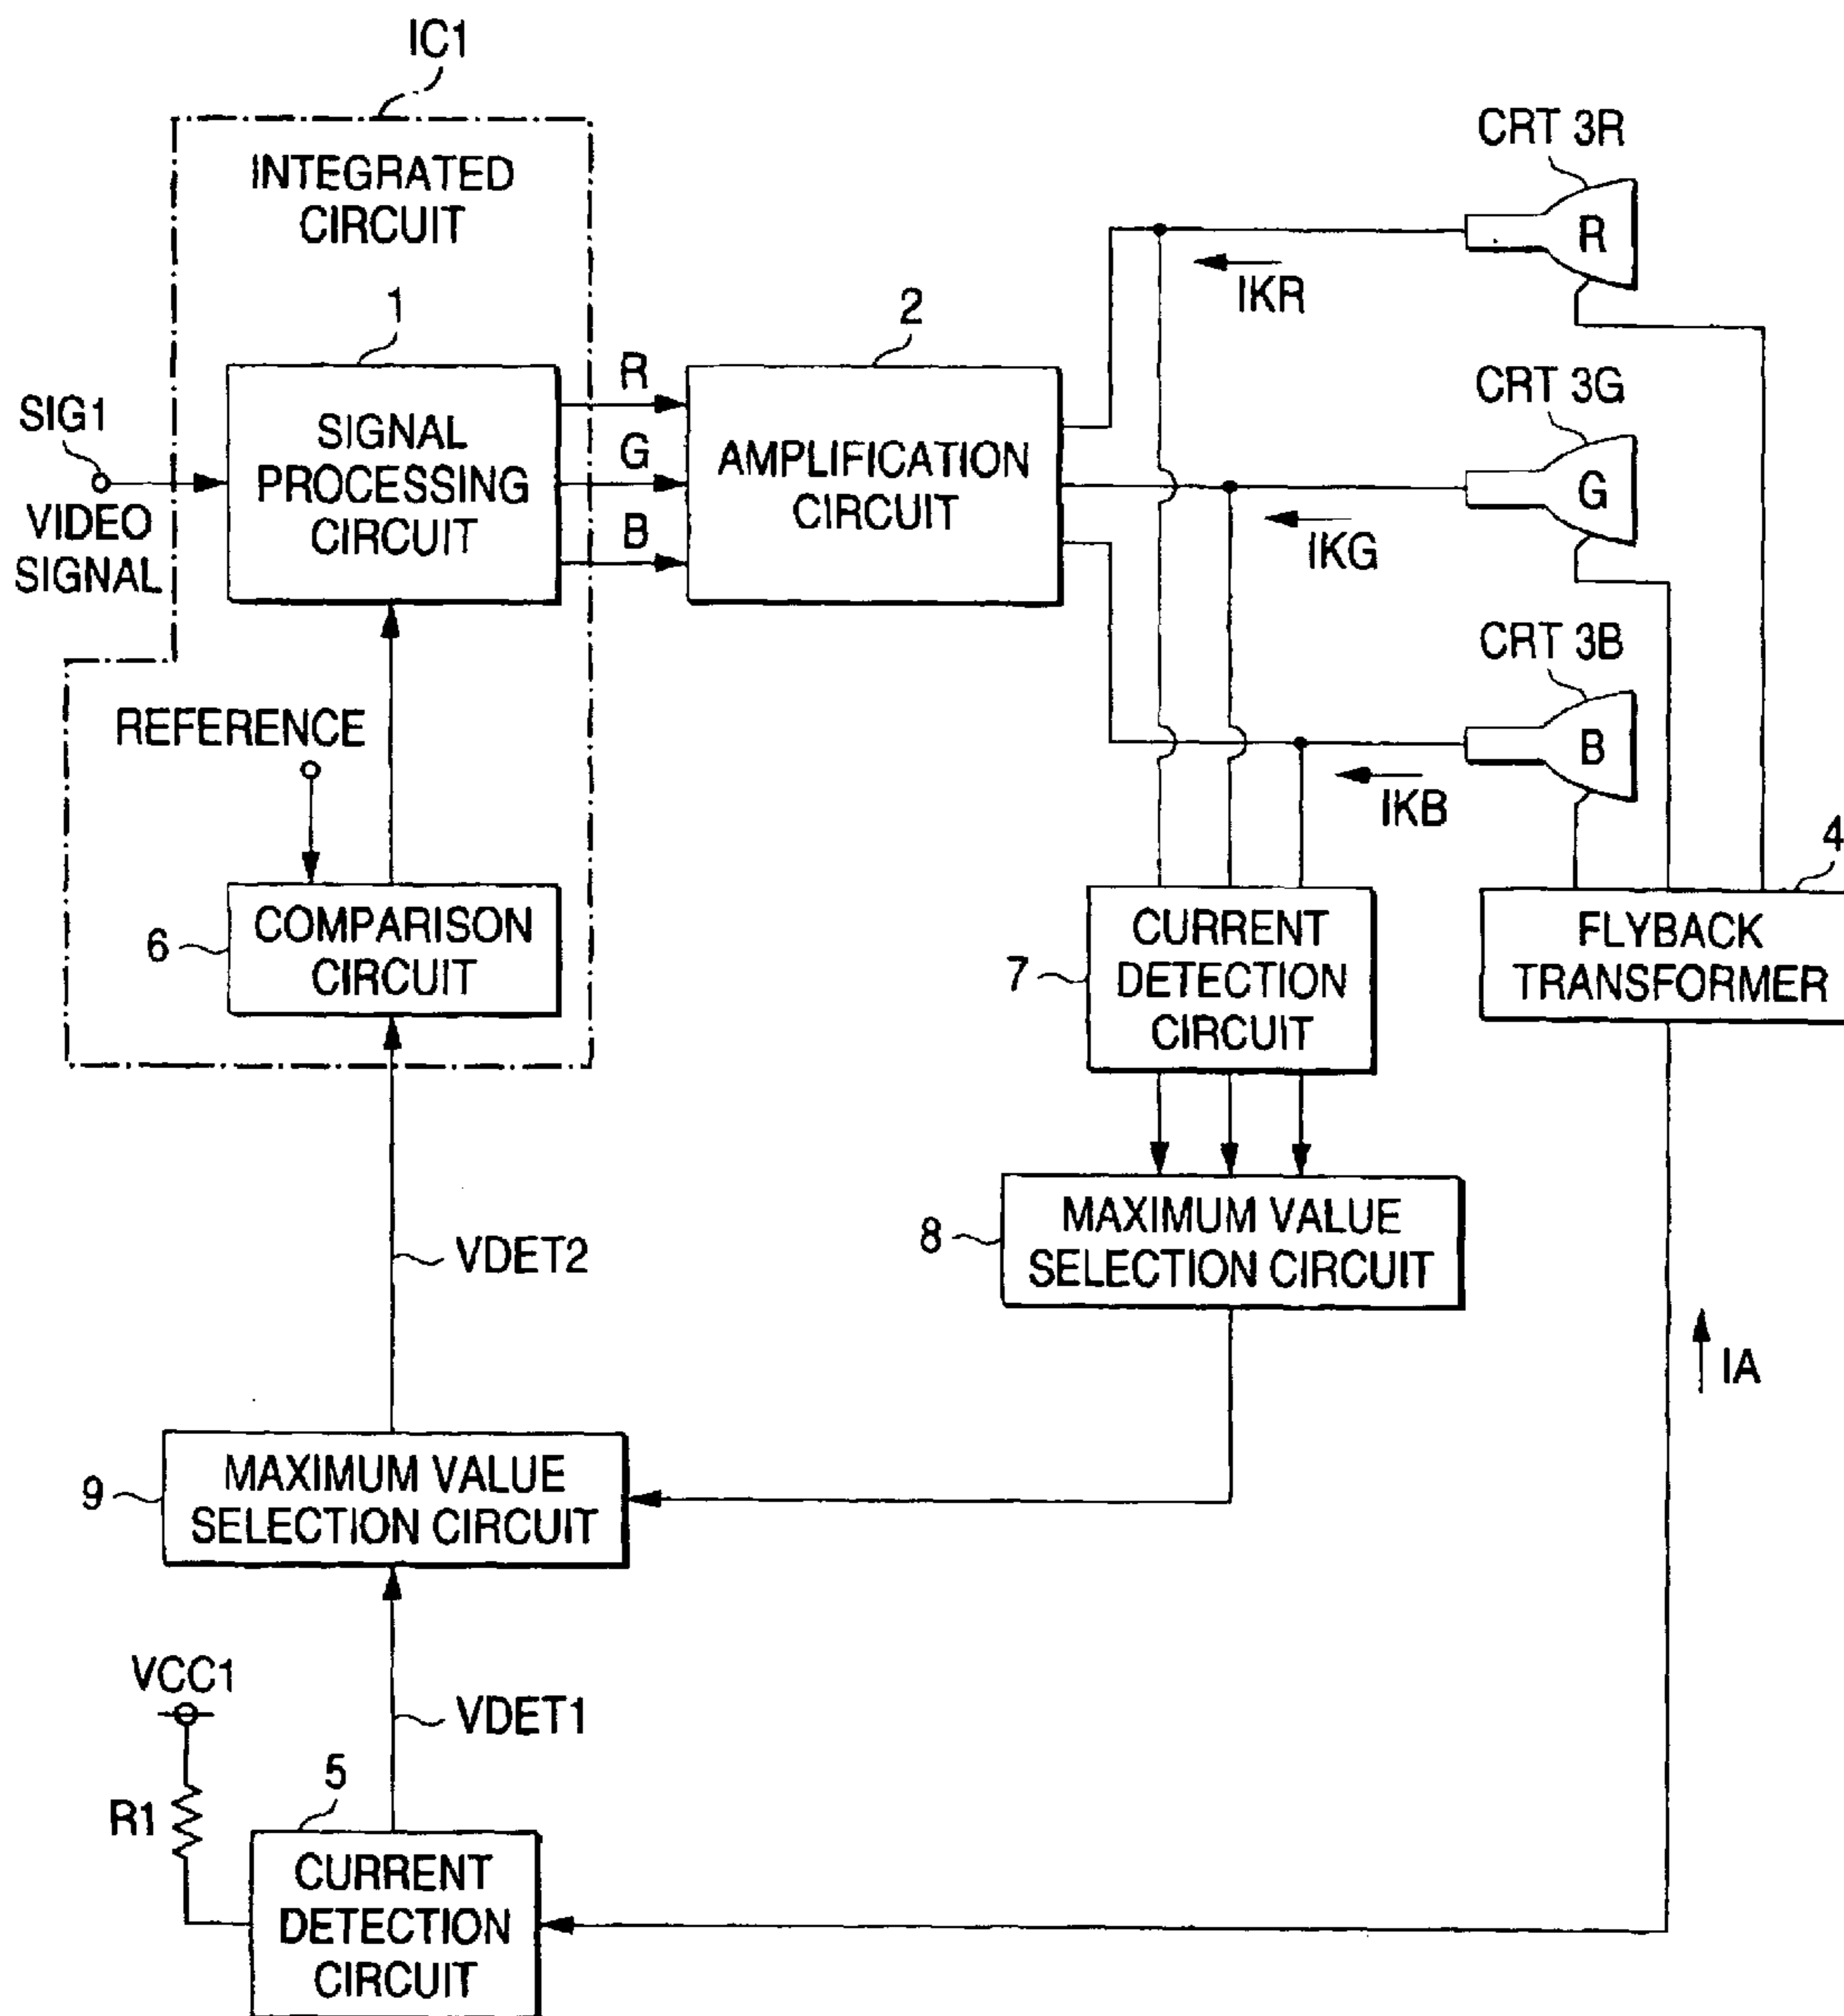 IC1
INTEGRATED
CIRCUIT
CRT 3R
R
IKR
1
2
SIG1
VIDEO
SIGNAL
SIGNAL
PROCESSING
CIRCUIT
R
G
B
AMPLIFICATION
CIRCUIT
CRT 3G
G
IKG
CRT 3B
B
IKB
REFERENCE
6
COMPARISON
CIRCUIT
7
CURRENT
DETECTION
CIRCUIT
4
FLYBACK
TRANSFORMER
8
MAXIMUM VALUE
SELECTION CIRCUIT
VDET2
IA
9
MAXIMUM VALUE
SELECTION CIRCUIT
VCC1
VDET1
R1
5
CURRENT
DETECTION
CIRCUIT